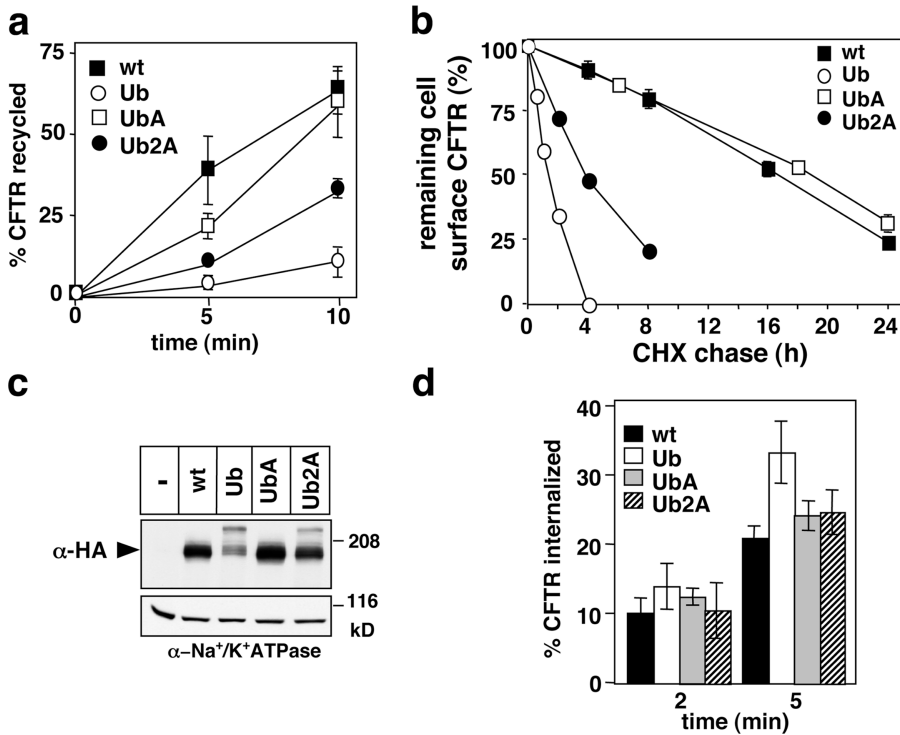 a
% CFTR recycled
75
50
25
0
wt
Ub
UbA
Ub2A
0
5
10
time (min)
b
remaining cell
surface CFTR (%)
100
75
50
25
0
wt
Ub
UbA
Ub2A
0
4
8
12
16
20
24
CHX chase (h)
c
-
wt
Ub
UbA
Ub2A
α-HA
208
116
kD
α–Na⁺/K⁺ATPase
d
% CFTR internalized
40
30
20
10
0
wt
Ub
UbA
Ub2A
2
5
time (min)